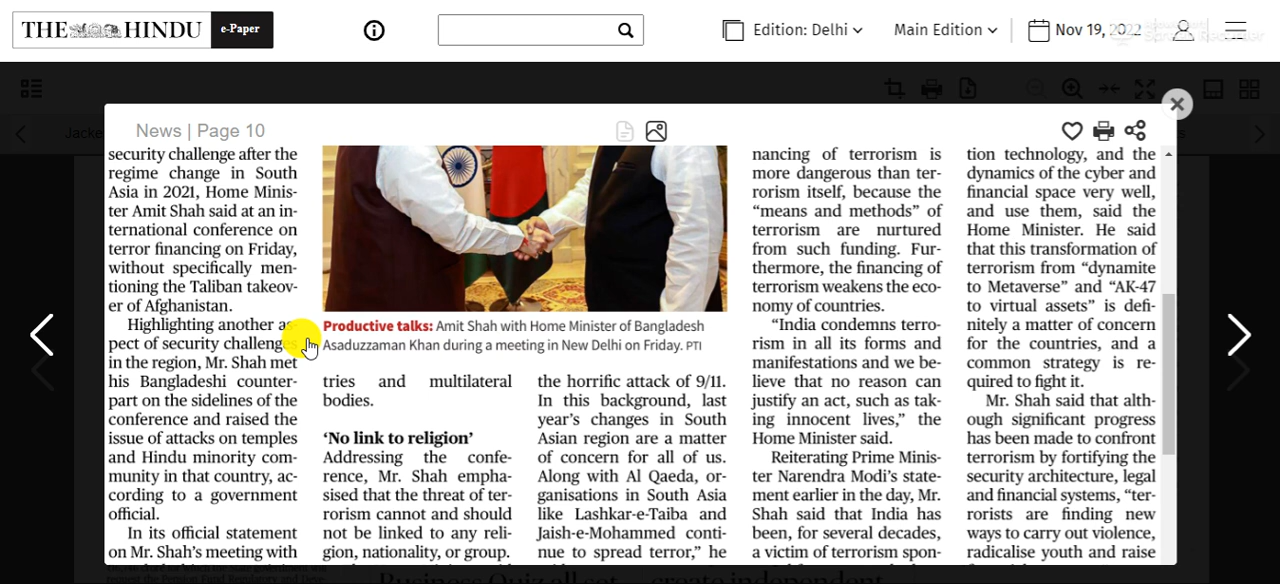 THE HINDU e-Paper
Edition: Delhi
Main Edition
Nov 19, 2022
News | Page 10
security challenge after the
regime change in South
Asia in 2021, Home Minis-
ter Amit Shah said at an in-
ternational conference on
terror financing on Friday,
without specifically men-
tioning the Taliban takeov-
er of Afghanistan.
Highlighting another as-
pect of security challenges
in the region, Mr. Shah met
his Bangladeshi counter-
part on the sidelines of the
conference and raised the
issue of attacks on temples
and Hindu minority com-
munity in that country, ac-
cording to a government
official.
In its official statement
on Mr. Shah's meeting with
Productive talks: Amit Shah with Home Minister of Bangladesh
Asaduzzaman Khan during a meeting in New Delhi on Friday. PTI
tries and multilateral
bodies.
‘No link to religion’
Addressing the confe-
rence, Mr. Shah empha-
sised that the threat of ter-
rorism cannot and should
not be linked to any reli-
gion, nationality, or group.
the horrific attack of 9/11.
In this background, last
year's changes in South
Asian region are a matter
of concern for all of us.
Along with Al Qaeda, or-
ganisations in South Asia
like Lashkar-e-Taiba and
Jaish-e-Mohammed conti-
nue to spread terror,” he
nancing of terrorism is
more dangerous than ter-
rorism itself, because the
“means and methods” of
terrorism are nurtured
from such funding. Fur-
thermore, the financing of
terrorism weakens the eco-
nomy of countries.
“India condemns terro-
rism in all its forms and
manifestations and we be-
lieve that no reason can
justify an act, such as tak-
ing innocent lives,” the
Home Minister said.
Reiterating Prime Minis-
ter Narendra Modi's state-
ment earlier in the day, Mr.
Shah said that India has
been, for several decades,
a victim of terrorism spon-
tion technology, and the
dynamics of the cyber and
financial space very well,
and use them, said the
Home Minister. He said
that this transformation of
terrorism from “dynamite
to Metaverse” and “AK-47
to virtual assets” is defi-
nitely a matter of concern
for the countries, and a
common strategy is re-
quired to fight it.
Mr. Shah said that alth-
ough significant progress
has been made to confront
terrorism by fortifying the
security architecture, legal
and financial systems, “ter-
rorists are finding new
ways to carry out violence,
radicalise youth and raise